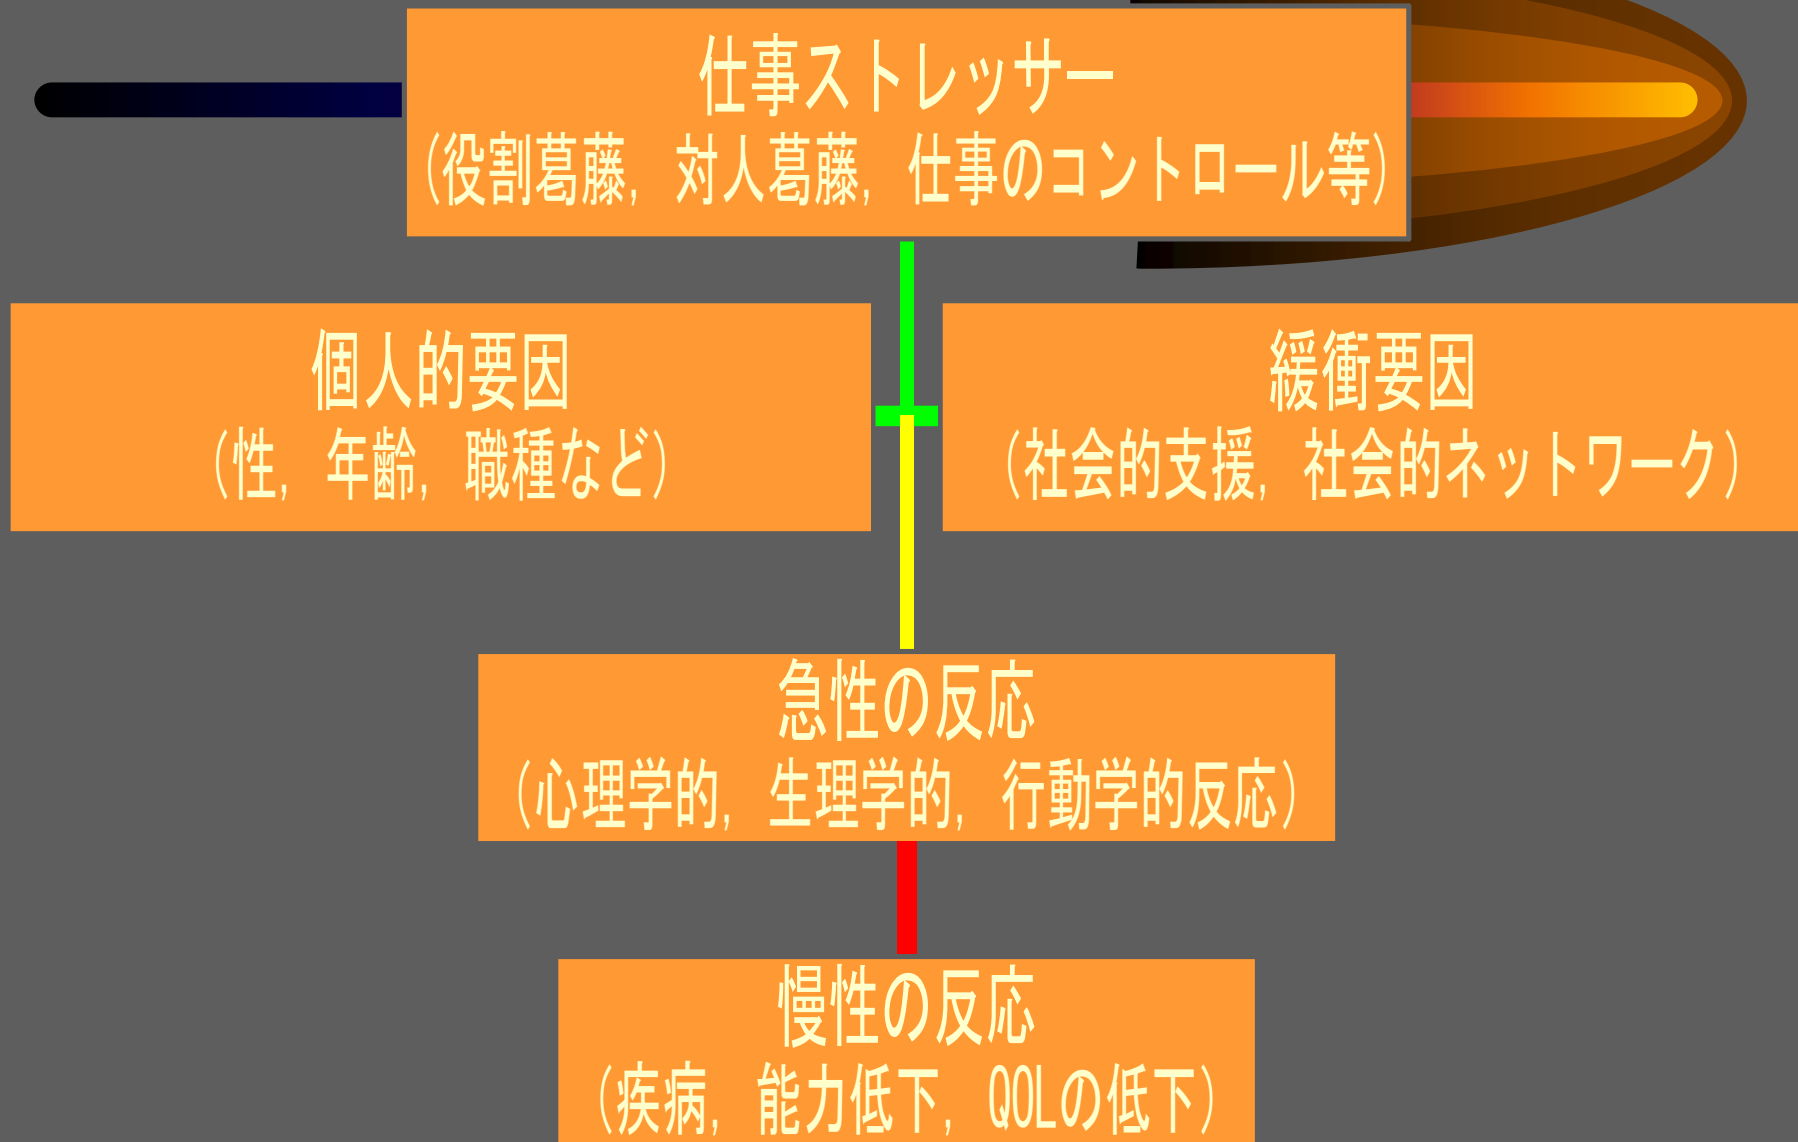 仕事ストレッサー
（役割葛藤，対人葛藤，仕事のコントロール等）
個人的要因
（性，年齢，職種など）
緩衝要因
（社会的支援，社会的ネットワーク）
急性の反応
（心理学的，生理学的，行動学的反応）
慢性の反応
（疾病，能力低下，QOLの低下）